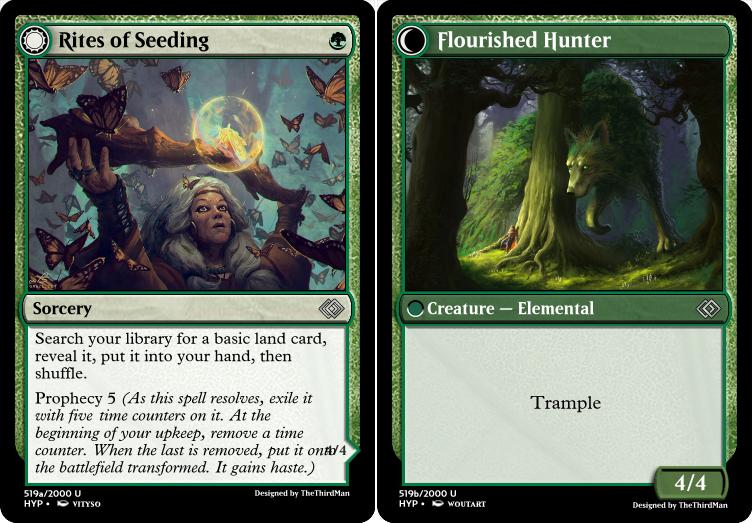 Rites of Seeding
Sorcery
Search your library for a basic land card,
reveal it, put it into your hand, then
shuffle.
Prophecy 5 (As this spell resolves, exile it
with five time counters on it. At the
beginning of your upkeep, remove a time
counter. When the last is removed, put it onto
4/4
the battlefield transformed. It gains haste.)
519a/2000 U
Designed by TheThirdMan
HYP • VITYSO
Flourished Hunter
Creature — Elemental
Trample
4/4
519b/2000 U
HYP • WOUTART
Designed by TheThirdMan